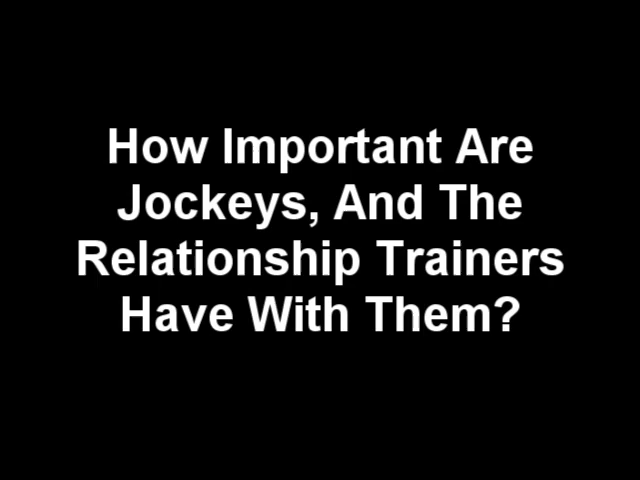 How Important Are
Jockeys, And The
Relationship Trainers
Have With Them?